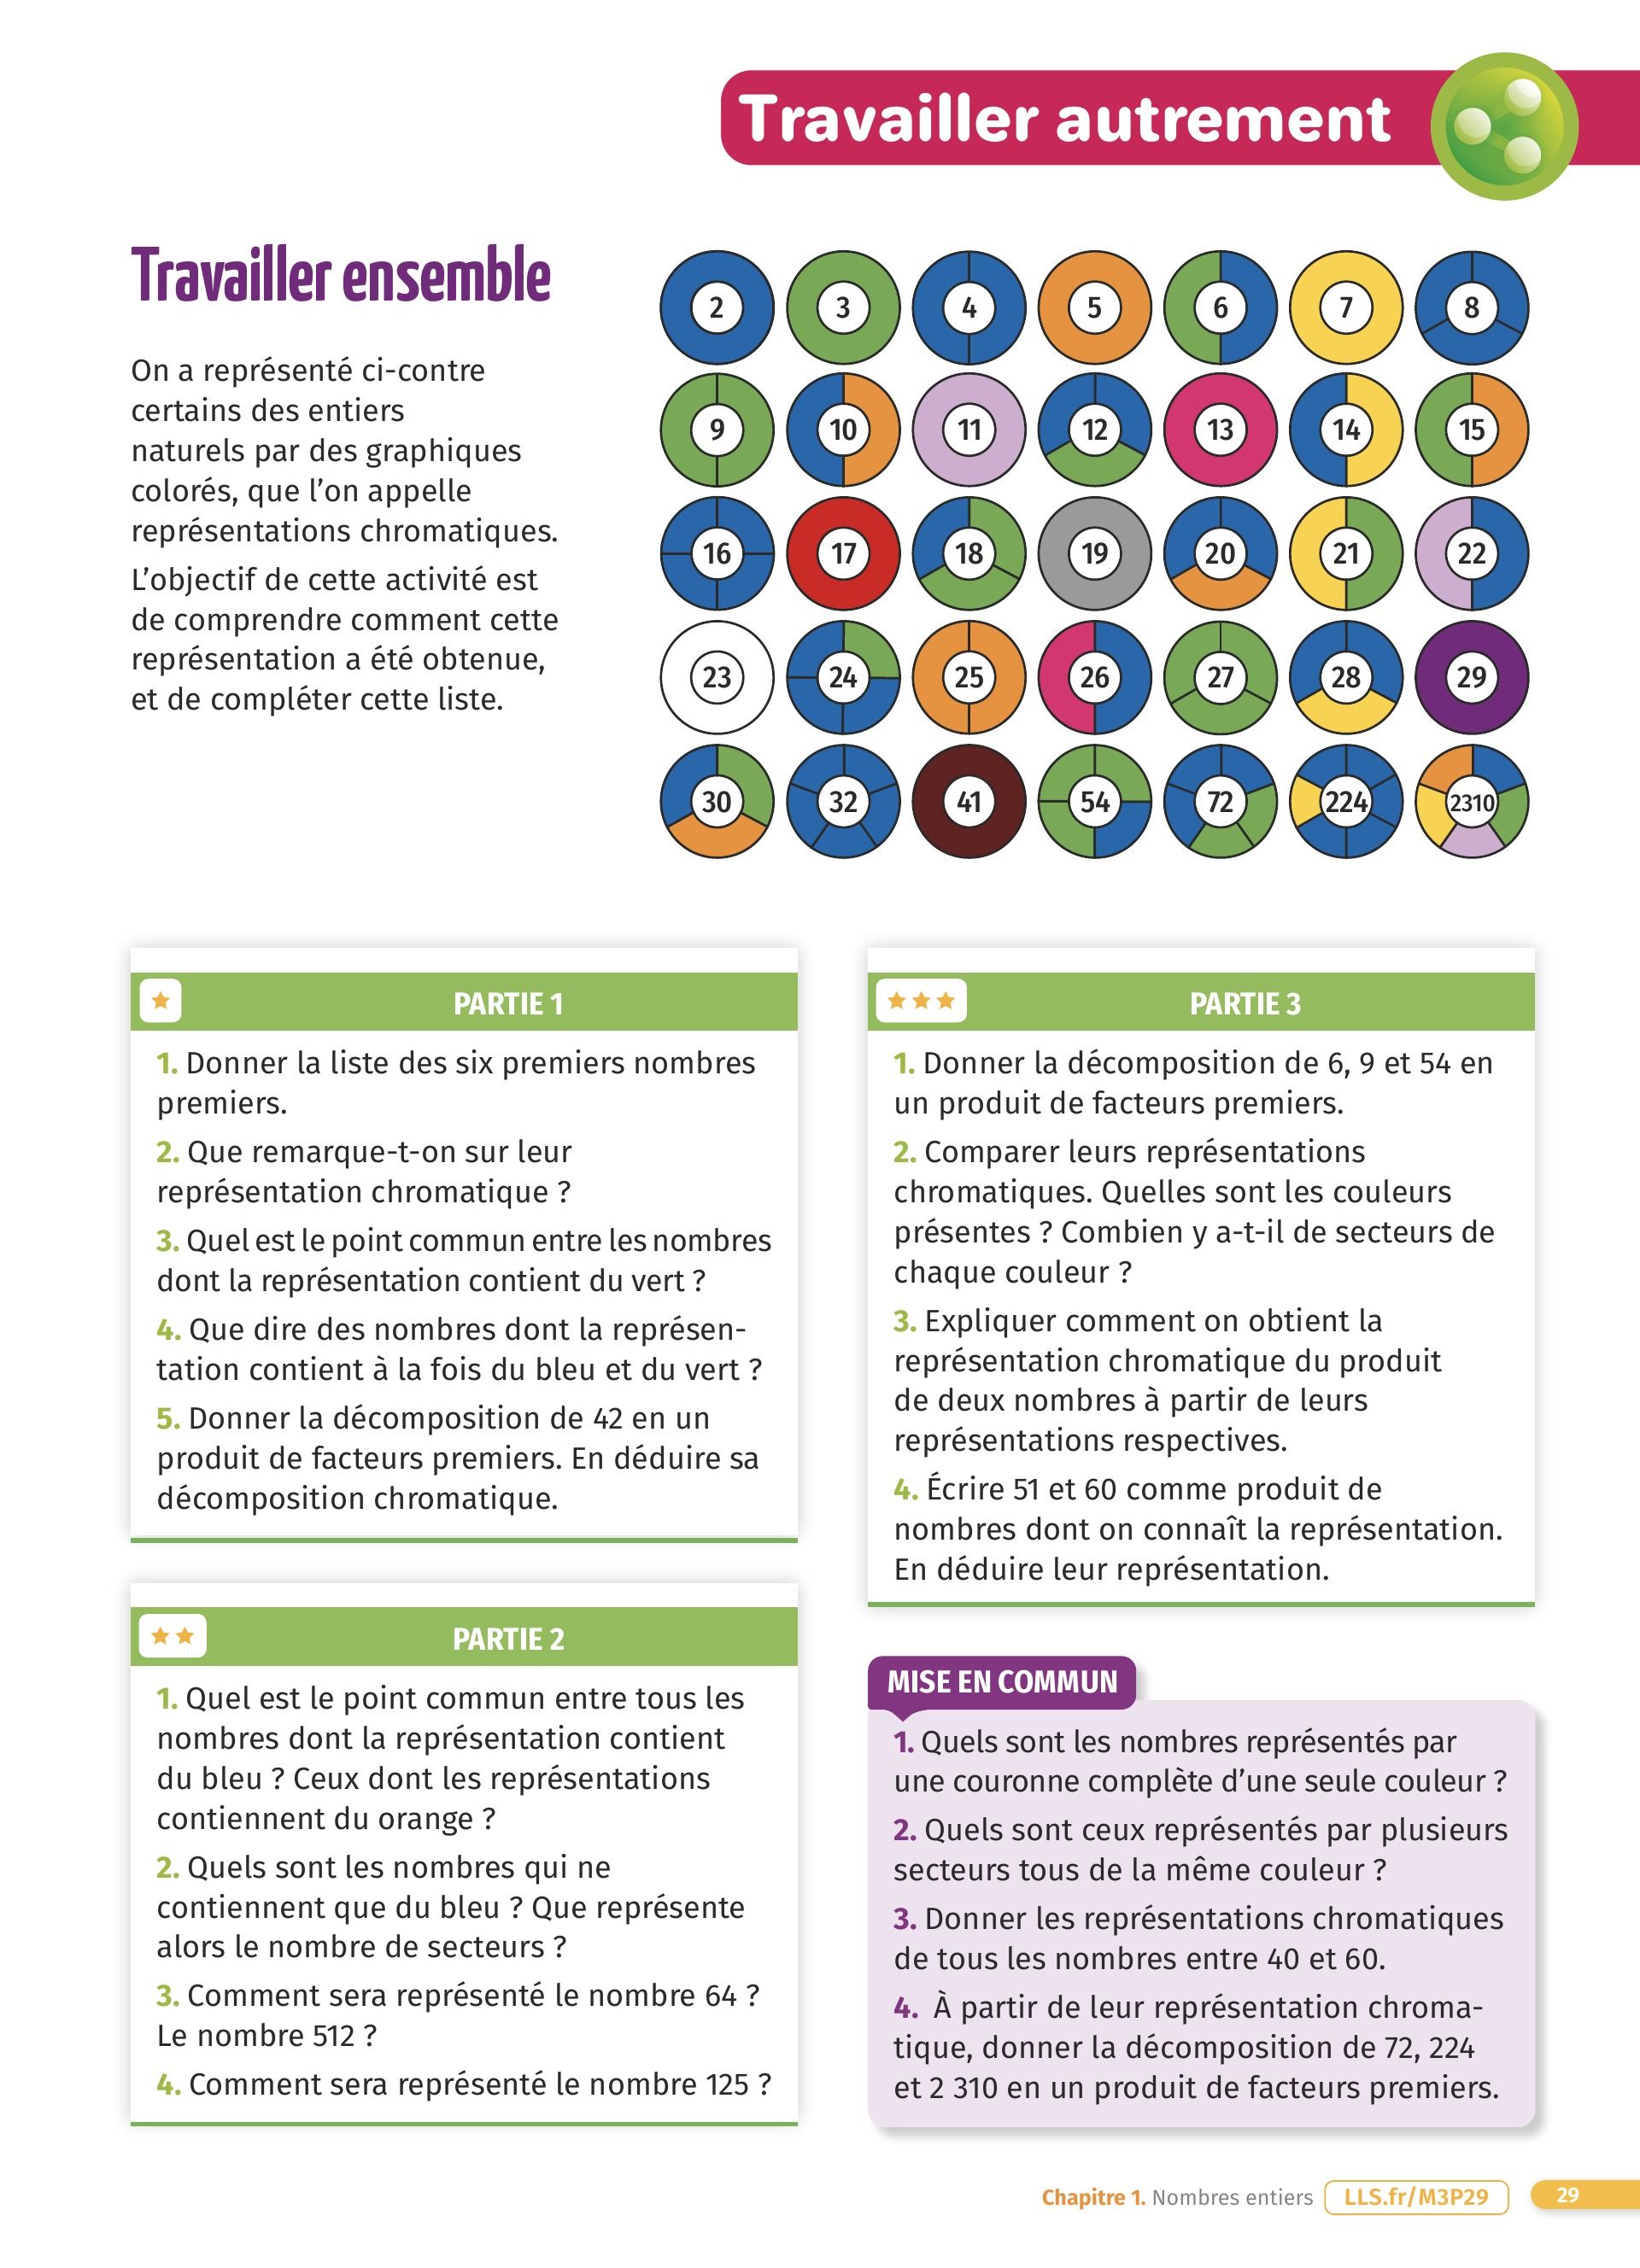 Travailler autrement
Travailler ensemble
On a représenté ci-contre
certains des entiers
naturels par des graphiques
colorés, que l’on appelle
représentations chromatiques.
L’objectif de cette activité est
de comprendre comment cette
représentation a été obtenue,
et de compléter cette liste.
2 3 4 5 6 7 8
9 10 11 12 13 14 15
16 17 18 19 20 21 22
23 24 25 26 27 28 29
30 32 41 54 72 224 2310
PARTIE 1
1. Donner la liste des six premiers nombres
premiers.
2. Que remarque-t-on sur leur
représentation chromatique ?
3. Quel est le point commun entre les nombres
dont la représentation contient du vert ?
4. Que dire des nombres dont la représen-
tation contient à la fois du bleu et du vert ?
5. Donner la décomposition de 42 en un
produit de facteurs premiers. En déduire sa
décomposition chromatique.
PARTIE 2
1. Quel est le point commun entre tous les
nombres dont la représentation contient
du bleu ? Ceux dont les représentations
contiennent du orange ?
2. Quels sont les nombres qui ne
contiennent que du bleu ? Que représente
alors le nombre de secteurs ?
3. Comment sera représenté le nombre 64 ?
Le nombre 512 ?
4. Comment sera représenté le nombre 125 ?
PARTIE 3
1. Donner la décomposition de 6, 9 et 54 en
un produit de facteurs premiers.
2. Comparer leurs représentations
chromatiques. Quelles sont les couleurs
présentes ? Combien y a-t-il de secteurs de
chaque couleur ?
3. Expliquer comment on obtient la
représentation chromatique du produit
de deux nombres à partir de leurs
représentations respectives.
4. Écrire 51 et 60 comme produit de
nombres dont on connaît la représentation.
En déduire leur représentation.
MISE EN COMMUN
1. Quels sont les nombres représentés par
une couronne complète d’une seule couleur ?
2. Quels sont ceux représentés par plusieurs
secteurs tous de la même couleur ?
3. Donner les représentations chromatiques
de tous les nombres entre 40 et 60.
4. À partir de leur représentation chroma-
tique, donner la décomposition de 72, 224
et 2 310 en un produit de facteurs premiers.
Chapitre 1. Nombres entiers LLS.fr/M3P29 29